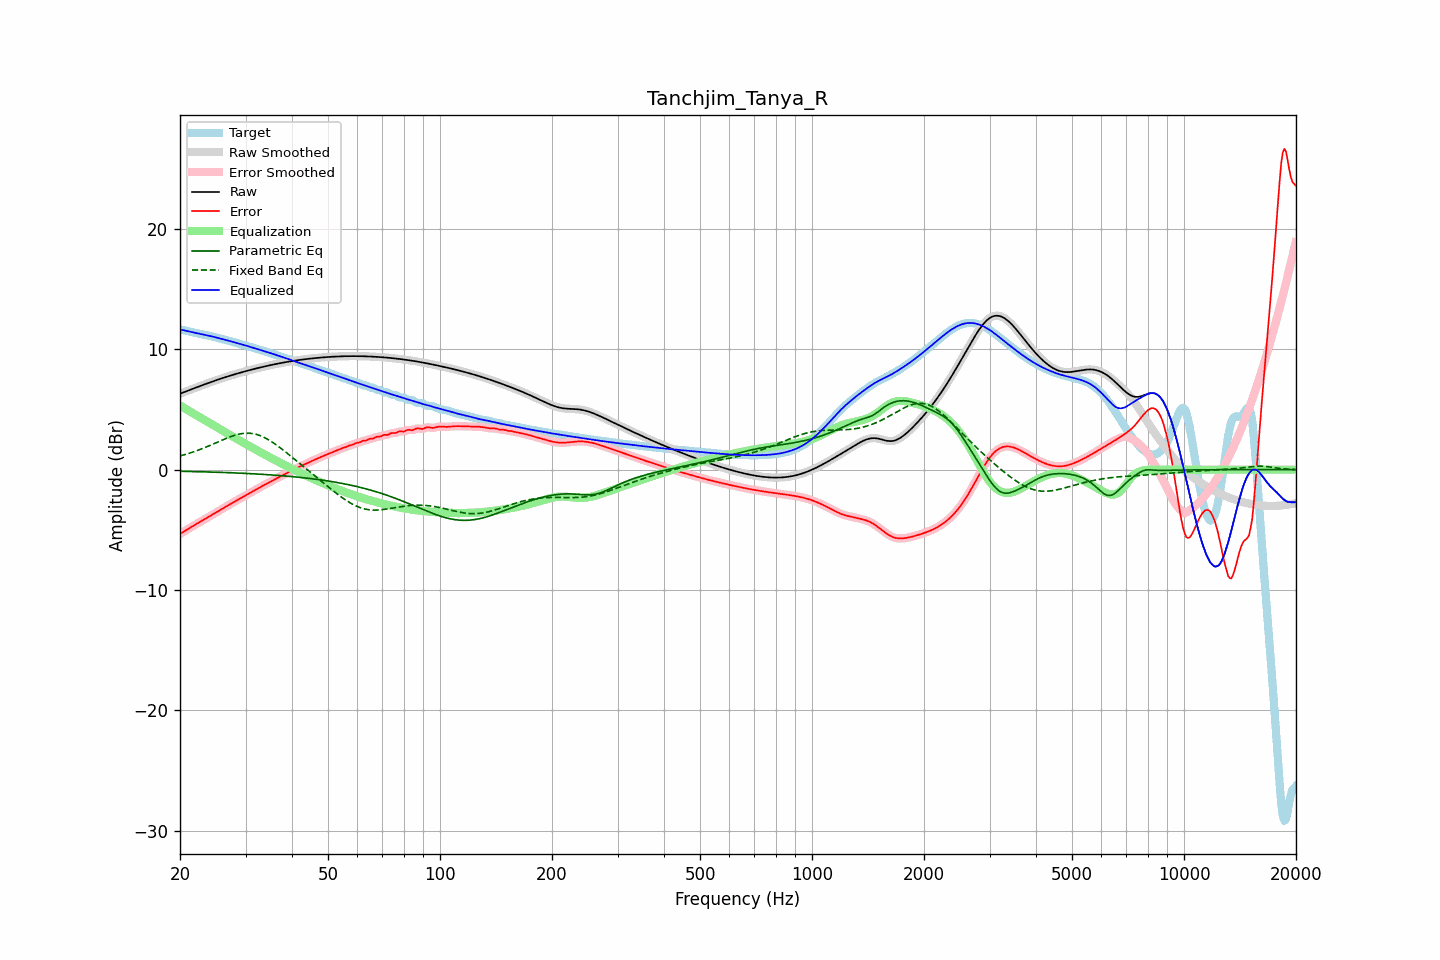 Tanchjim_Tanya_R
Target
Raw Smoothed
Error Smoothed
Raw
Error
Equalization
Parametric Eq
Fixed Band Eq
Equalized
Amplitude (dBr)
20
10
0
−10
−20
−30
20
50
100
200
500
1000
2000
5000
10000
20000
Frequency (Hz)